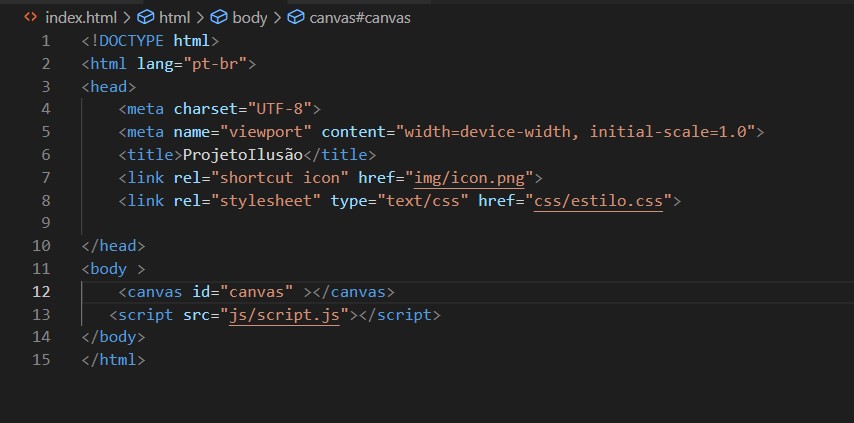 index.html > html > body > canvas#canvas
1 <!DOCTYPE html>
2 <html lang="pt-br">
3 <head>
4 <meta charset="UTF-8">
5 <meta name="viewport" content="width=device-width, initial-scale=1.0">
6 <title>ProjetoIlusão</title>
7 <link rel="shortcut icon" href="img/icon.png">
8 <link rel="stylesheet" type="text/css" href="css/estilo.css">
9
10 </head>
11 <body >
12 <canvas id="canvas" ></canvas>
13 <script src="js/script.js"></script>
14 </body>
15 </html>